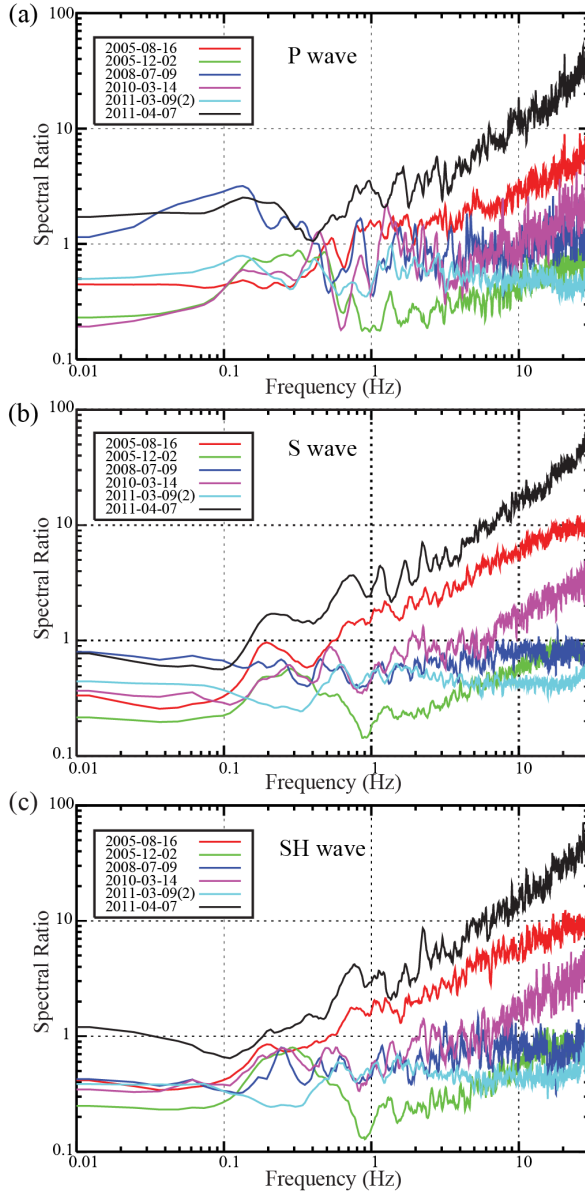 (a)
100
2005-08-16
2005-12-02
2008-07-09
2010-03-14
2011-03-09(2)
2011-04-07
P wave
10
Spectral Ratio
1
0.1
0.01 0.1 1 10
Frequency (Hz)
(b)
100
2005-08-16
2005-12-02
2008-07-09
2010-03-14
2011-03-09(2)
2011-04-07
S wave
10
Spectral Ratio
1
0.1
0.01 0.1 1 10
Frequency (Hz)
(c)
100
2005-08-16
2005-12-02
2008-07-09
2010-03-14
2011-03-09(2)
2011-04-07
SH wave
10
Spectral Ratio
1
0.1
0.01 0.1 1 10
Frequency (Hz)